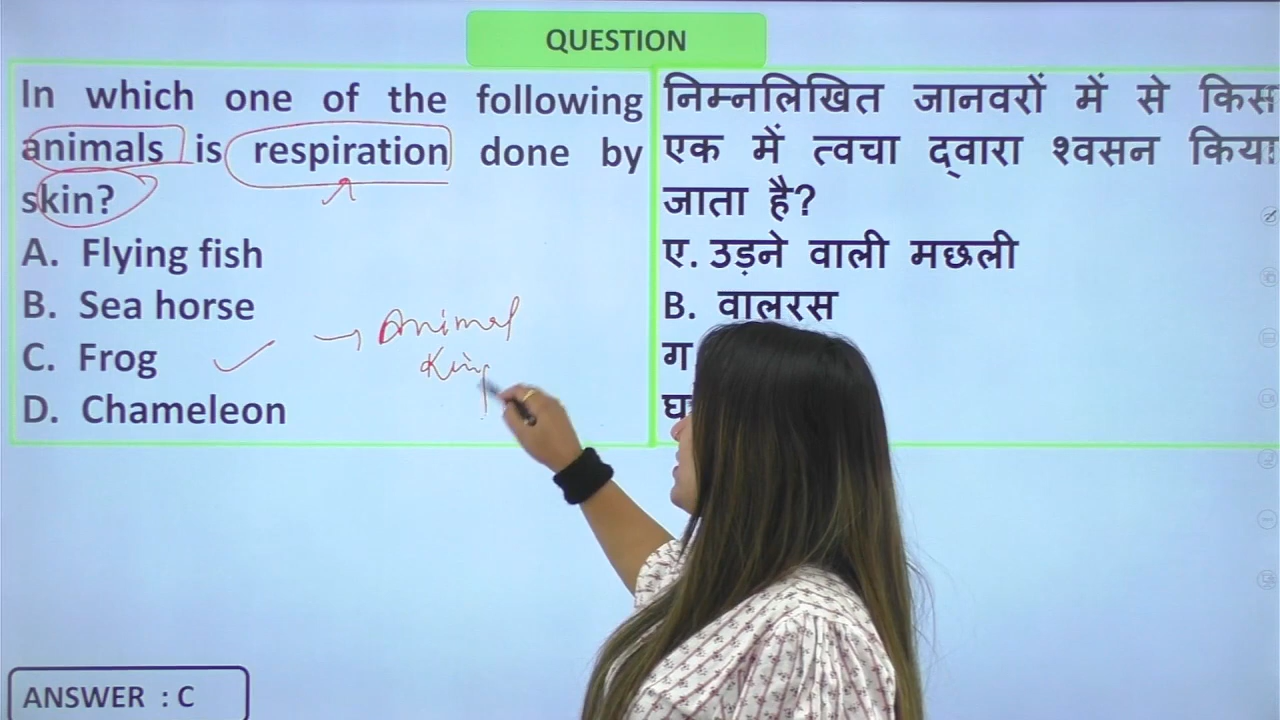 QUESTION
In which one of the following
animals is respiration done by
skin?
A. Flying fish
B. Sea horse
C. Frog
D. Chameleon
Animal
King
निम्नलिखित जानवरों में से किस
एक में त्वचा द्वारा श्वसन किया
जाता है?
ए. उड़ने वाली मछली
B. वालरस
ग
घ
ANSWER : C